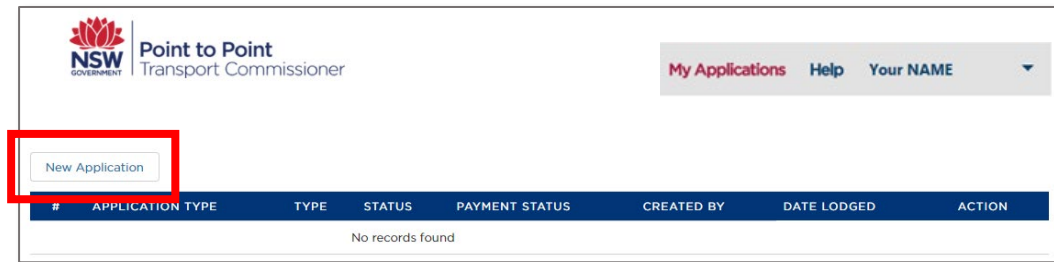 NSW
GOVERNMENT
Point to Point
Transport Commissioner
My Applications Help Your NAME
New Application
# APPLICATION TYPE TYPE STATUS PAYMENT STATUS CREATED BY DATE LODGED ACTION
No records found